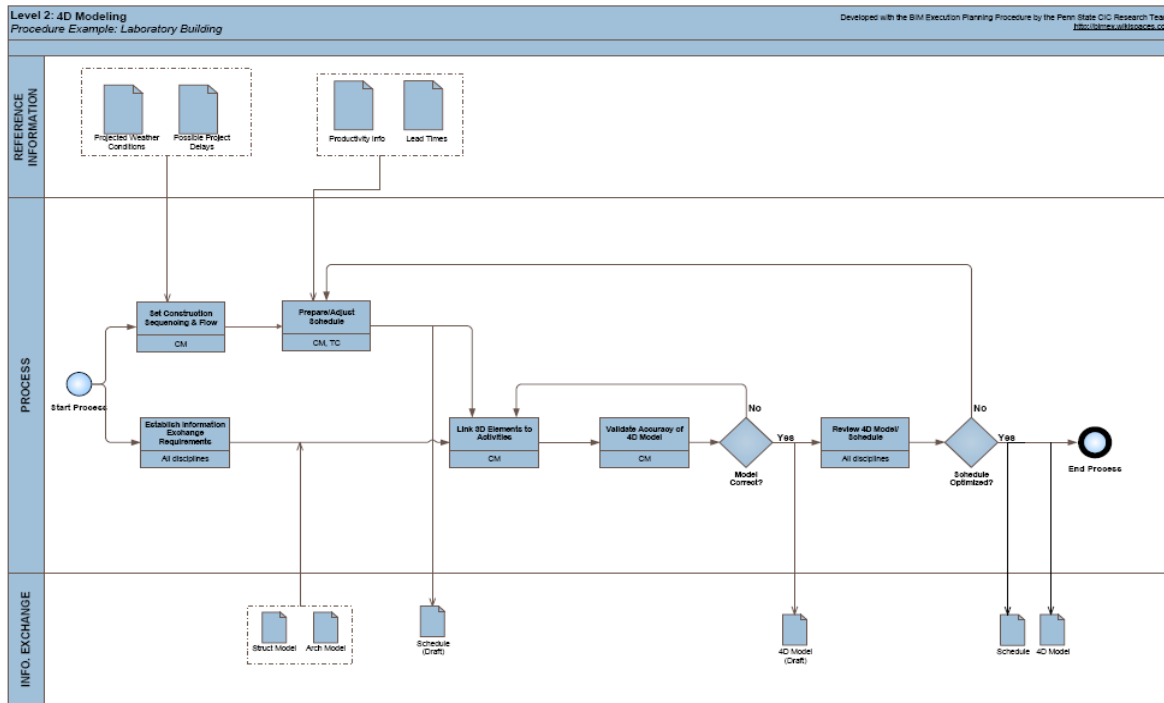 Level 2: 4D Modeling
Procedure Example: Laboratory Building
Developed with the BIM Execution Planning Procedure by the Penn State CIC Research Tea
http://bimex.wikispaces.co
REFERENCE
INFORMATION
Projected Weather
Conditions
Possible Project
Delays
Productivity Info
Lead Times
PROCESS
Start Process
Set Construction
Sequencing & Flow
CM
Prepare/Adjust
Schedule
CM, TC
Establish Information
Exchange
Requirements
All disciplines
Link 3D Elements to
Activities
CM
Validate Accuracy of
4D Model
CM
No
Yes
Model
Correct?
Review 4D Model/
Schedule
All disciplines
No
Yes
Schedule
Optimized?
End Process
INFO. EXCHANGE
Struct Model
Arch Model
Schedule
(Draft)
4D Model
(Draft)
Schedule
4D Model